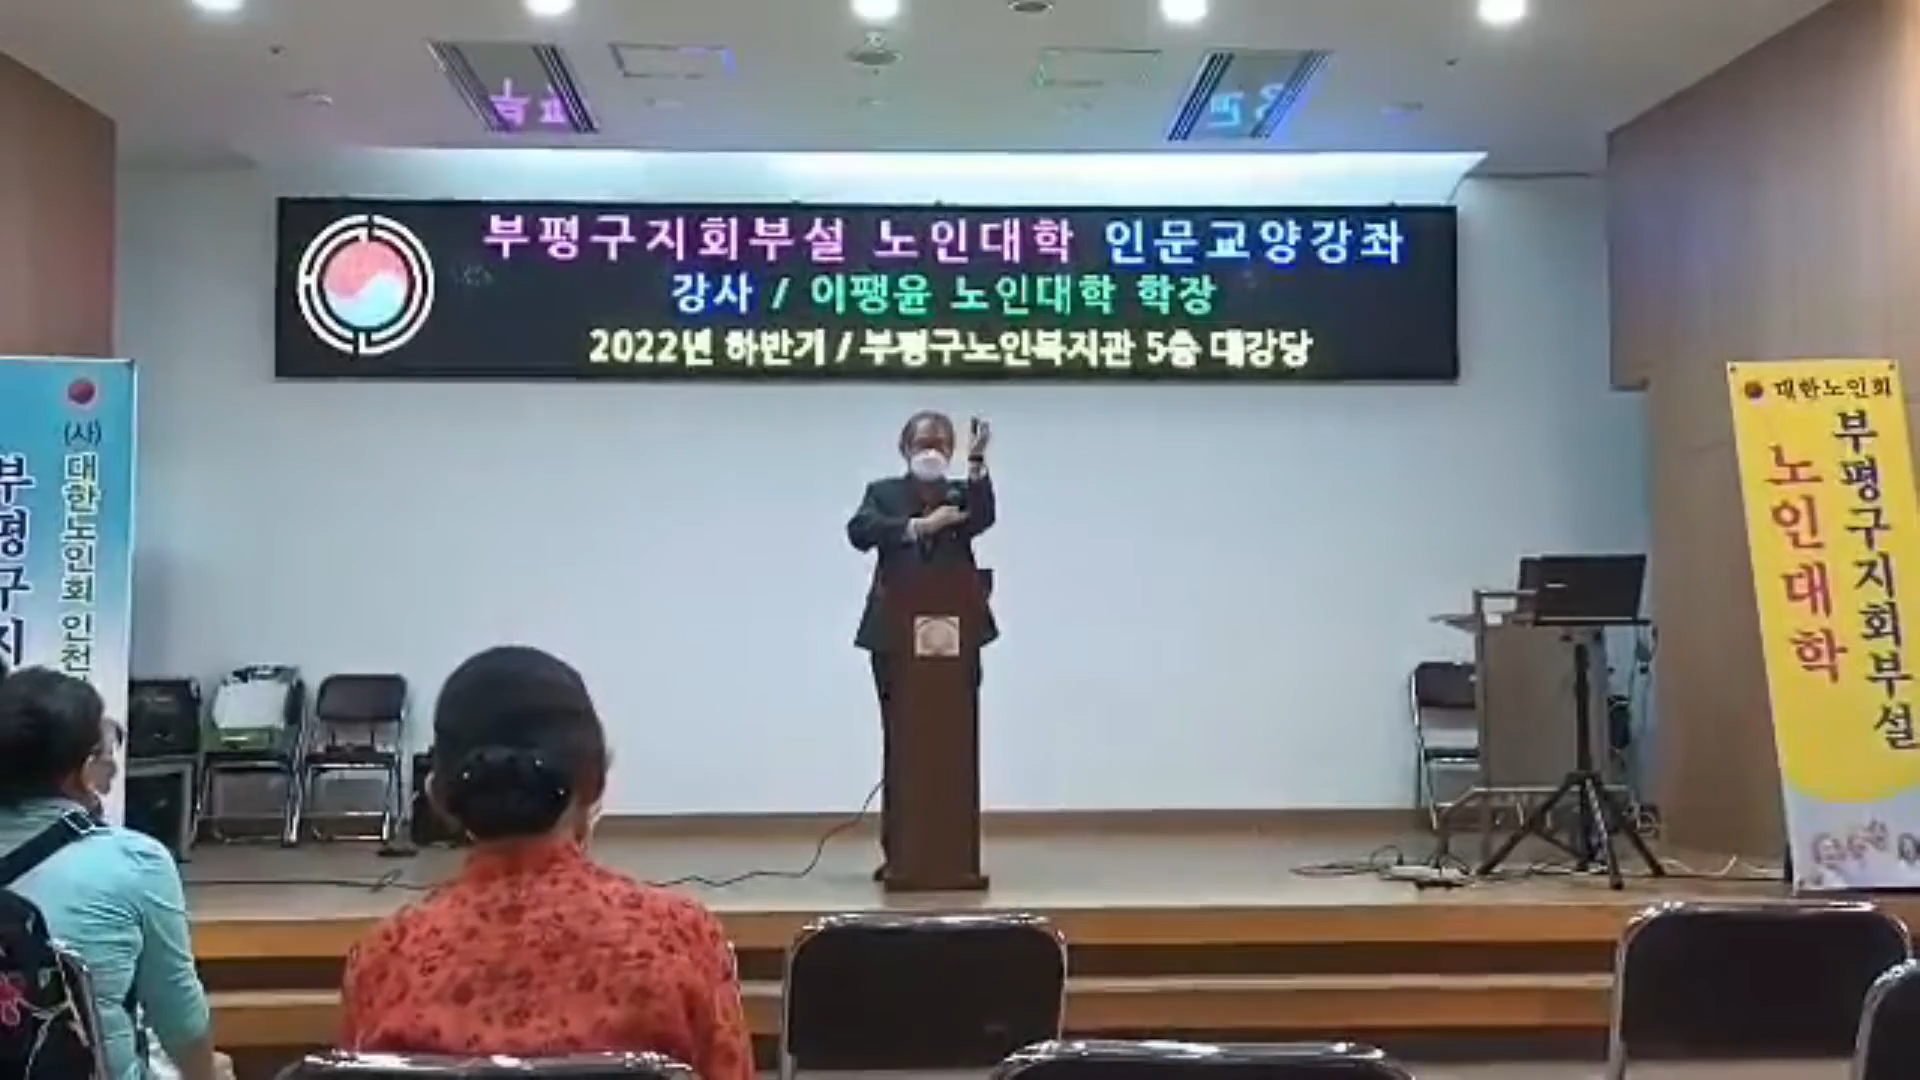 부평구지회부설 노인대학 인문교양강좌
강사 / 이팽윤 노인대학 학장
2022년 하반기 / 부평구노인복지관 5층 대강당
(사) 대한노인회 인천
부평구지
대한노인회
부평구지회부설
노인대학